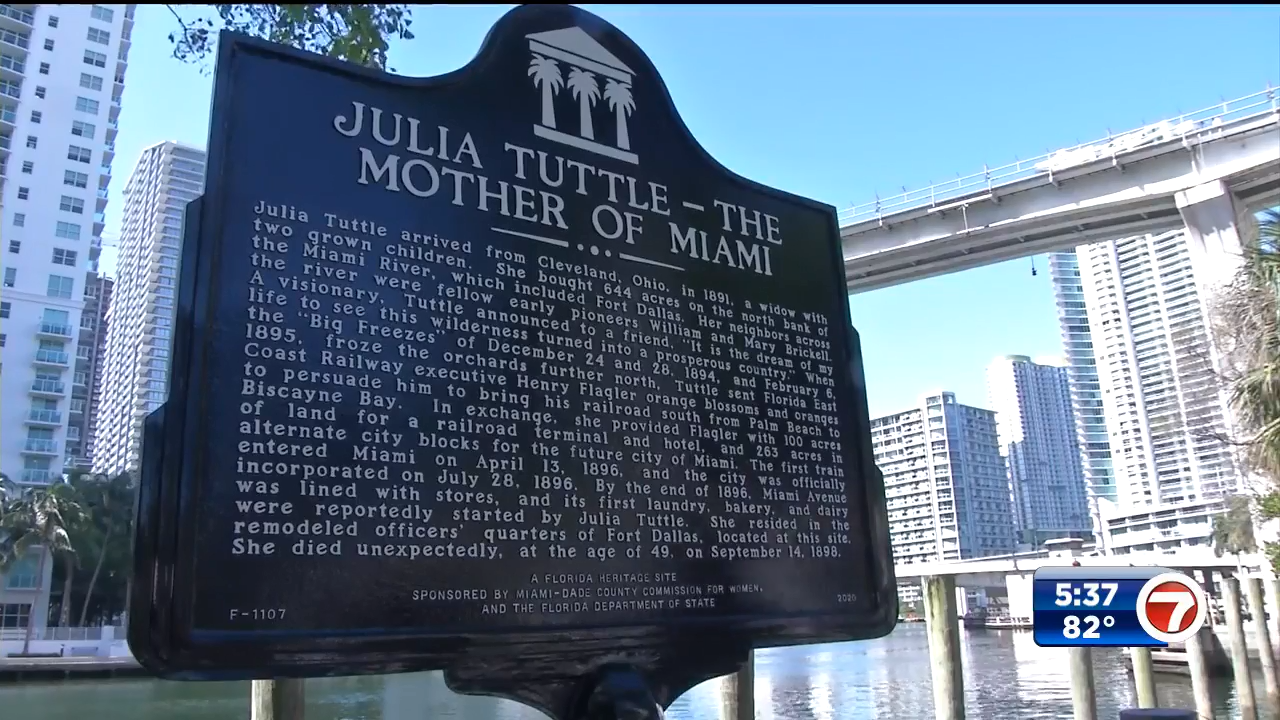 JULIA TUTTLE – THE
MOTHER OF MIAMI
Julia Tuttle arrived from Cleveland, Ohio, in 1891, a widow with
two grown children. She bought 644 acres on the north bank of
the Miami River, which included Fort Dallas. Her neighbors across
the river were fellow early pioneers William and Mary Brickell.
A visionary, Tuttle announced to a friend, "It is the dream of my
life to see this wilderness turned into a prosperous country." When
the "Big Freezes" of December 24 and 28, 1894, and February 6,
1895, froze the orchards further north, Tuttle sent Florida East
Coast Railway executive Henry Flagler orange blossoms and oranges
to persuade him to bring his railroad south from Palm Beach to
Biscayne Bay. In exchange, she provided Flagler with 100 acres
of land for a railroad terminal and hotel, and 263 acres in
alternate city blocks for the future city of Miami. The first train
entered Miami on April 13, 1896, and the city was officially
incorporated on July 28, 1896. By the end of 1896, Miami Avenue
was lined with stores, and its first laundry, bakery, and dairy
were reportedly started by Julia Tuttle. She resided in the
remodeled officers' quarters of Fort Dallas, located at this site.
She died unexpectedly, at the age of 49, on September 14, 1898.
A FLORIDA HERITAGE SITE
SPONSORED BY MIAMI-DADE COUNTY COMMISSION FOR WOMEN,
AND THE FLORIDA DEPARTMENT OF STATE
F-1107
2020
5:37
82°
7